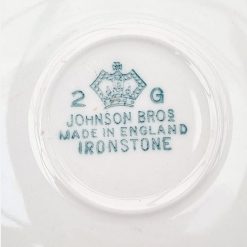 2 G
JOHNSON BROS
MADE IN ENGLAND
IRONSTONE